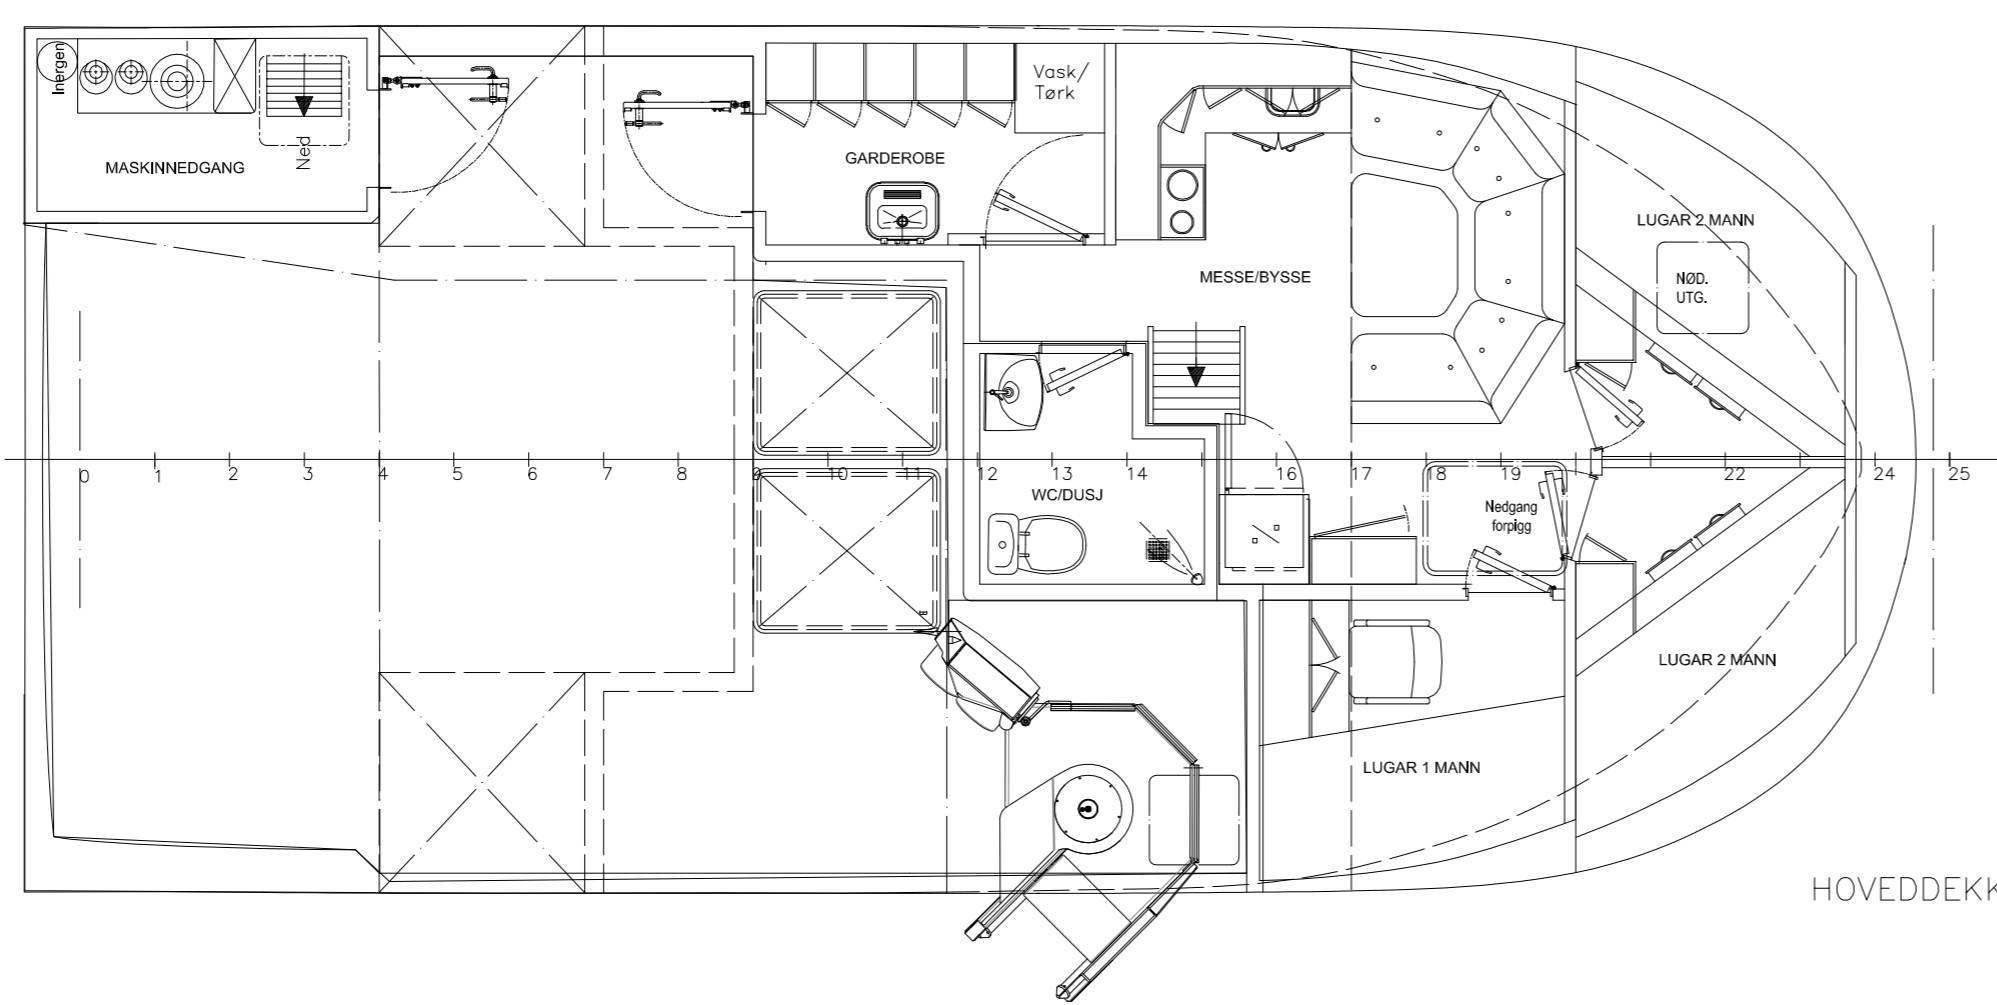 Inergen
Ned
MASKINNEDGANG
GARDEROBE
Vask/
Tørk
MESSE/BYSSE
LUGAR 2 MANN
NØD.
UTG.
0 1 2 3 4 5 6 7 8 9 10 11 12 13 14 16 17 18 19 22 24 25
WC/DUSJ
Nedgang
forpigg
B
A
LUGAR 2 MANN
LUGAR 1 MANN
HOVEDDEKK